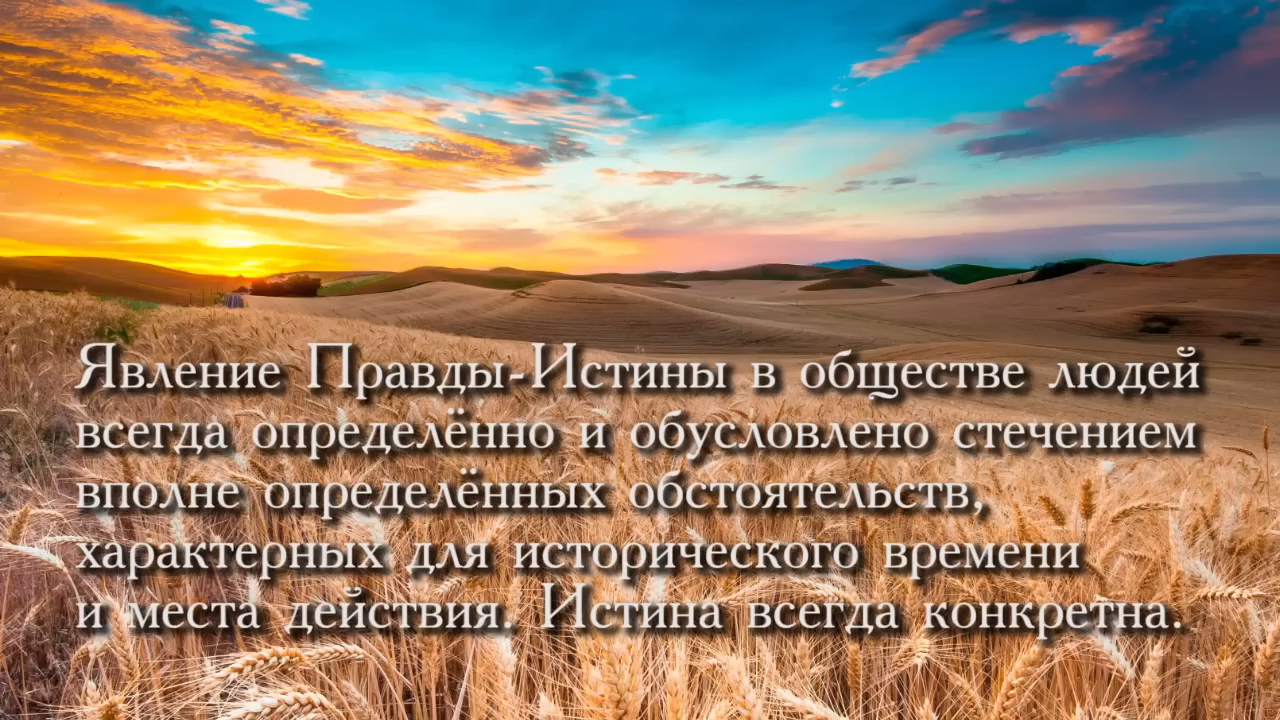 Явление Правды-Истины в обществе людей
всегда определённо и обусловлено стечением
вполне определённых обстоятельств,
характерных для исторического времени
и места действия. Истина всегда конкретна.